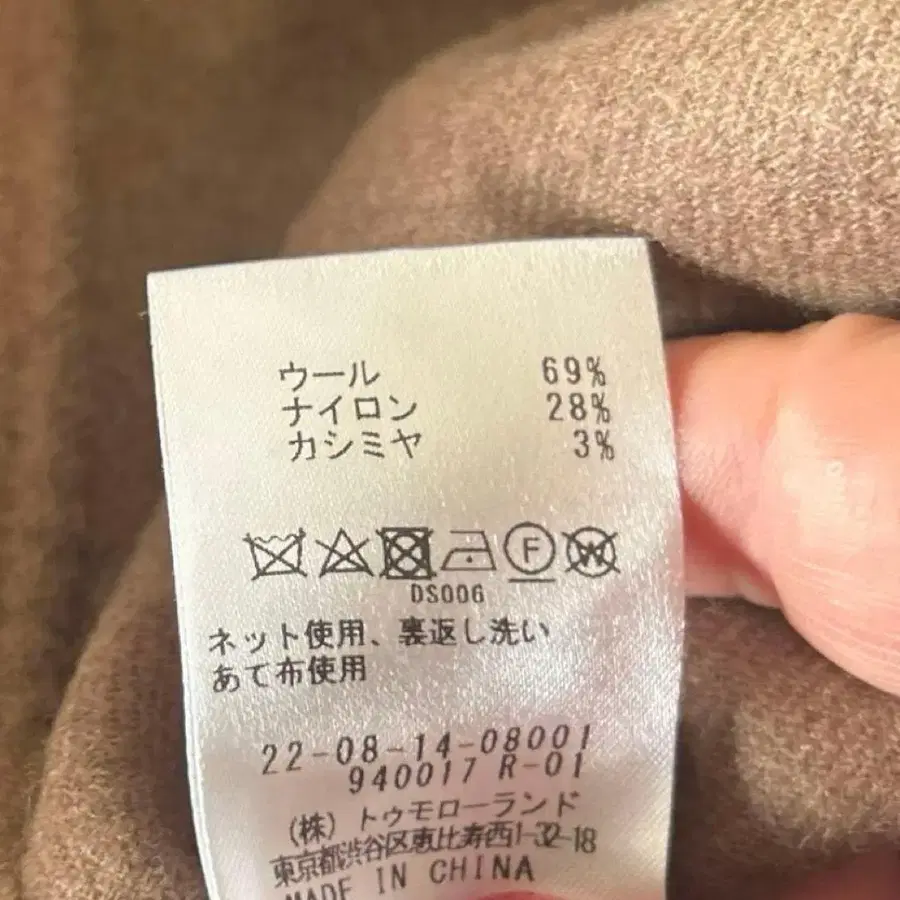 ウール 69%
ナイロン 28%
カシミヤ 3%
F W
DS006
ネット使用、裏返し洗い
あて布使用
22-08-14-08001
940017 R-01
(株) トゥモローランド
東京都渋谷区恵比寿西1-32-18
MADE IN CHINA